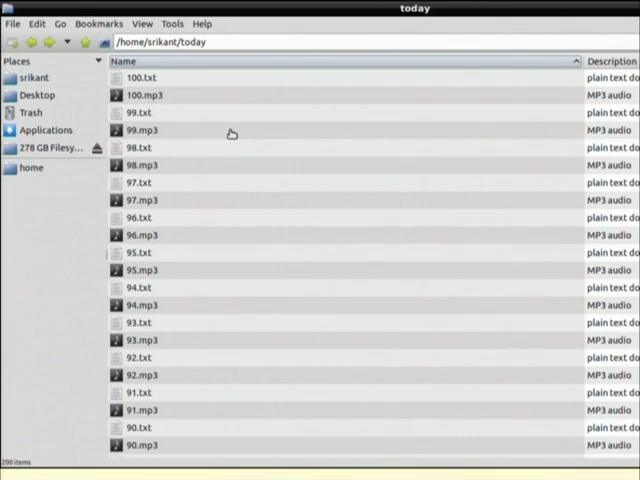 today
File Edit Go Bookmarks View Tools Help
/home/srikant/today
Places Name Description
srikant 100.txt plain text do
Desktop 100.mp3 MP3 audio
Trash 99.txt plain text do
Applications 99.mp3 MP3 audio
278 GB Filesy... 98.txt plain text do
home 98.mp3 MP3 audio
97.txt plain text do
97.mp3 MP3 audio
96.txt plain text do
96.mp3 MP3 audio
95.txt plain text do
95.mp3 MP3 audio
94.txt plain text do
94.mp3 MP3 audio
93.txt plain text do
93.mp3 MP3 audio
92.txt plain text do
92.mp3 MP3 audio
91.txt plain text do
91.mp3 MP3 audio
90.txt plain text do
90.mp3 MP3 audio
200 items